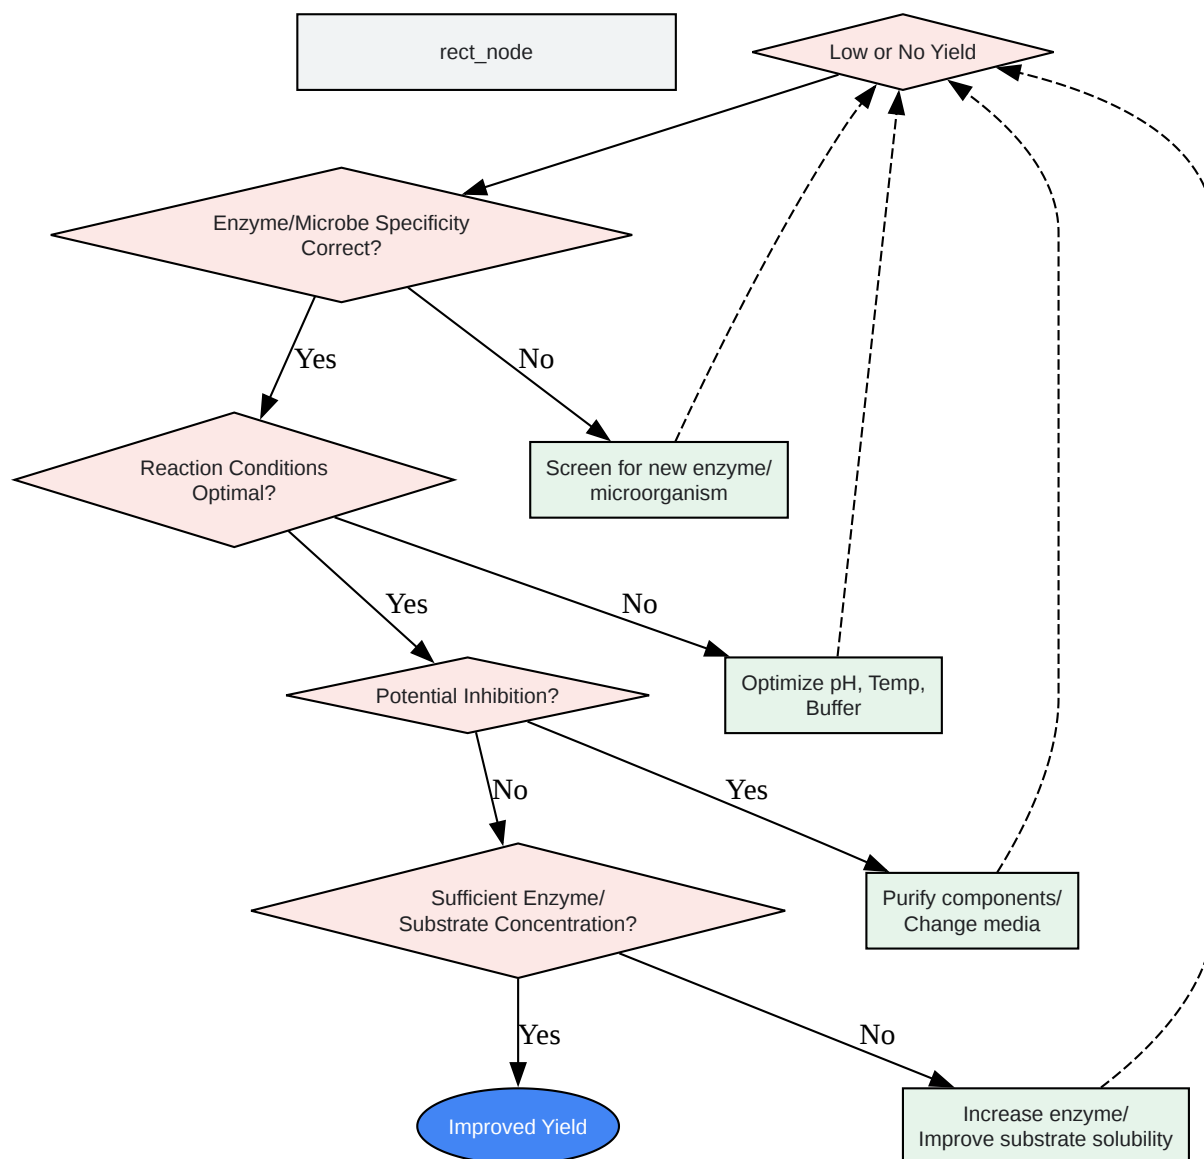 rect_node
Low or No Yield
Enzyme/Microbe Specificity
Correct?
Yes
No
Reaction Conditions
Optimal?
Screen for new enzyme/
microorganism
Yes
No
Potential Inhibition?
Optimize pH, Temp,
Buffer
No
Yes
Sufficient Enzyme/
Substrate Concentration?
Purify components/
Change media
Yes
No
Improved Yield
Increase enzyme/
Improve substrate solubility